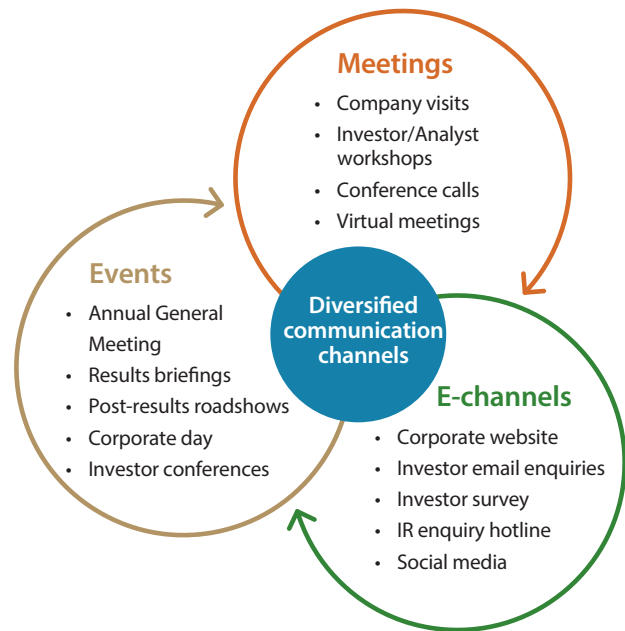 Meetings
• Company visits
• Investor/Analyst
workshops
• Conference calls
• Virtual meetings
Events
• Annual General
Meeting
• Results briefings
• Post-results roadshows
• Corporate day
• Investor conferences
Diversified
communication
channels
E-channels
• Corporate website
• Investor email enquiries
• Investor survey
• IR enquiry hotline
• Social media